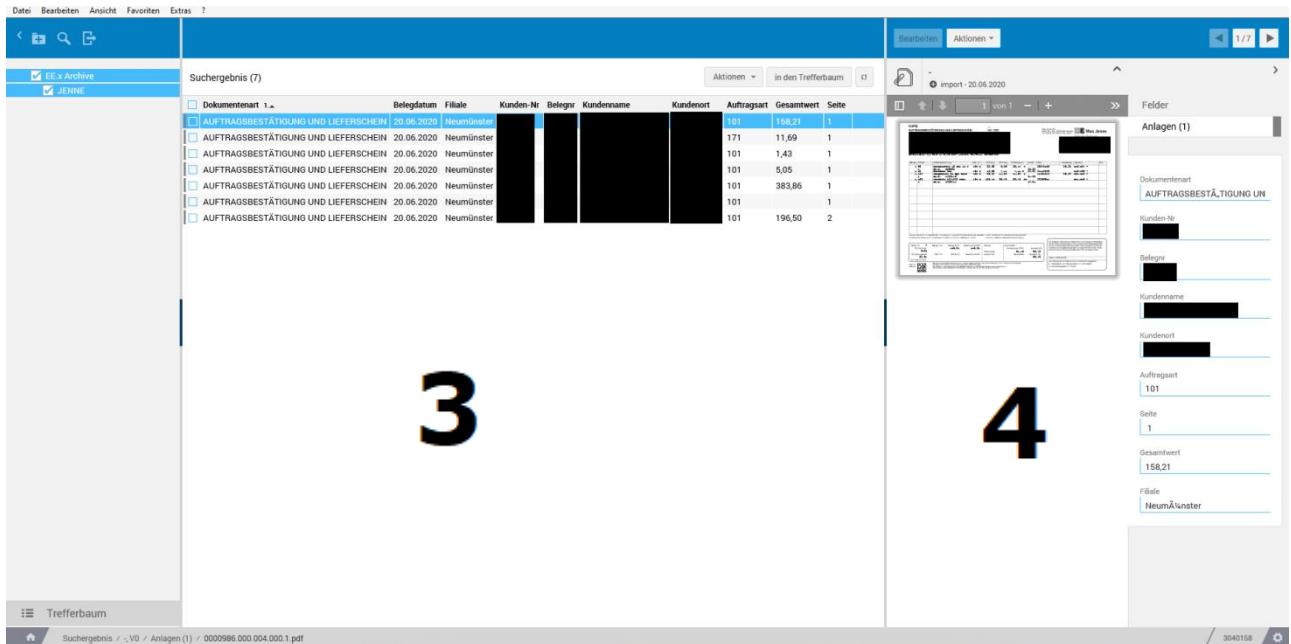 Datei Bearbeiten Ansicht Favoriten Extras ?
Bearbeiten Aktionen 1/7
EE.x Archive
JENNE
Suchergebnis (7) Aktionen in den Trefferbaum
-
import - 20.06.2020
1 von 1
Felder
Anlagen (1)
Dokumentenart 1 Belegdatum Filiale Kunden-Nr Belegnr Kundenname Kundenort Auftragsart Gesamtwert Seite
AUFTRAGSBESTÄTIGUNG UND LIEFERSCHEIN 20.06.2020 Neumünster 101 158,21 1
AUFTRAGSBESTÄTIGUNG UND LIEFERSCHEIN 20.06.2020 Neumünster 171 11,69 1
AUFTRAGSBESTÄTIGUNG UND LIEFERSCHEIN 20.06.2020 Neumünster 101 1,43 1
AUFTRAGSBESTÄTIGUNG UND LIEFERSCHEIN 20.06.2020 Neumünster 101 5,05 1
AUFTRAGSBESTÄTIGUNG UND LIEFERSCHEIN 20.06.2020 Neumünster 101 383,86 1
AUFTRAGSBESTÄTIGUNG UND LIEFERSCHEIN 20.06.2020 Neumünster 101 1
AUFTRAGSBESTÄTIGUNG UND LIEFERSCHEIN 20.06.2020 Neumünster 101 196,50 2
Max Jenne
3
4
Dokumentenart
AUFTRAGSBESTÃ„TIGUNG UN
Kunden-Nr
Belegnr
Kundenname
Kundenort
Auftragsart
101
Seite
1
Gesamtwert
158,21
Filiale
NeumÃ¼nster
Trefferbaum
Suchergebnis / -, V0 / Anlagen (1) / 0000986.000.004.000.1.pdf 3040158